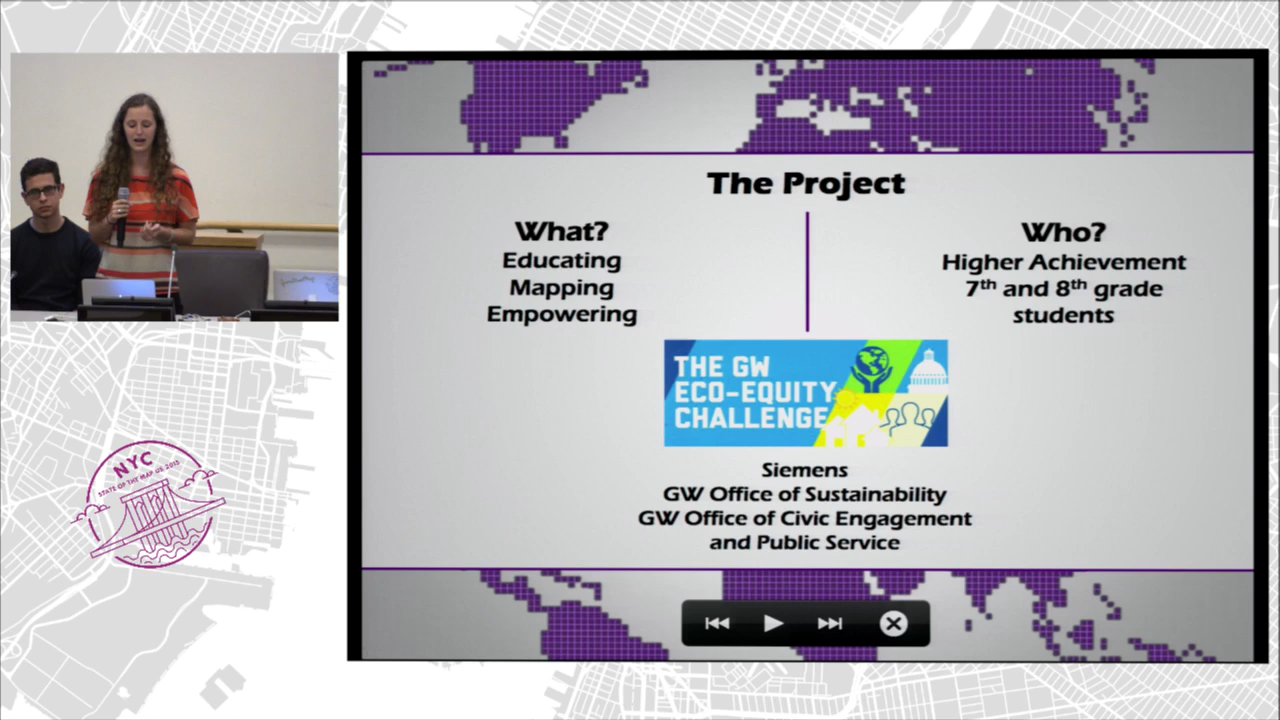 The Project
What?
Educating
Mapping
Empowering
Who?
Higher Achievement
7th and 8th grade
students
THE GW
ECO-EQUITY
CHALLENGE
Siemens
GW Office of Sustainability
GW Office of Civic Engagement
and Public Service
NYC
STATE OF THE MAP US 2015